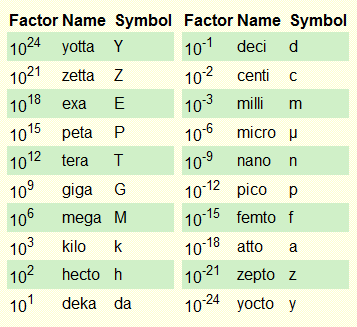 Factor Name Symbol Factor Name Symbol
10^24 yotta Y 10^-1 deci d
10^21 zetta Z 10^-2 centi c
10^18 exa E 10^-3 milli m
10^15 peta P 10^-6 micro µ
10^12 tera T 10^-9 nano n
10^9 giga G 10^-12 pico p
10^6 mega M 10^-15 femto f
10^3 kilo k 10^-18 atto a
10^2 hecto h 10^-21 zepto z
10^1 deka da 10^-24 yocto y